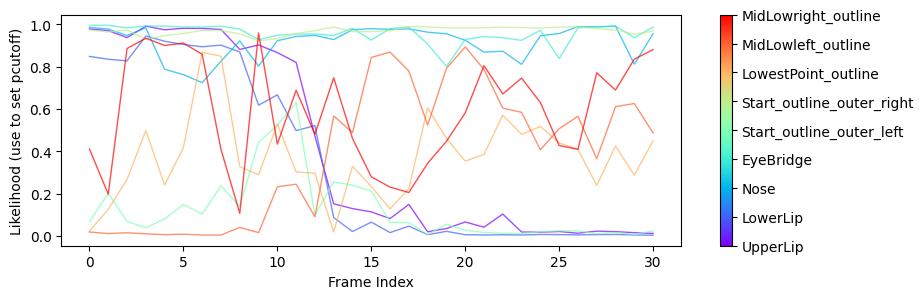 Likelihood (use to set pcutoff)
1.0
0.8
0.6
0.4
0.2
0.0
0 5 10 15 20 25 30
Frame Index
MidLowright_outline
MidLowleft_outline
LowestPoint_outline
Start_outline_outer_right
Start_outline_outer_left
EyeBridge
Nose
LowerLip
UpperLip